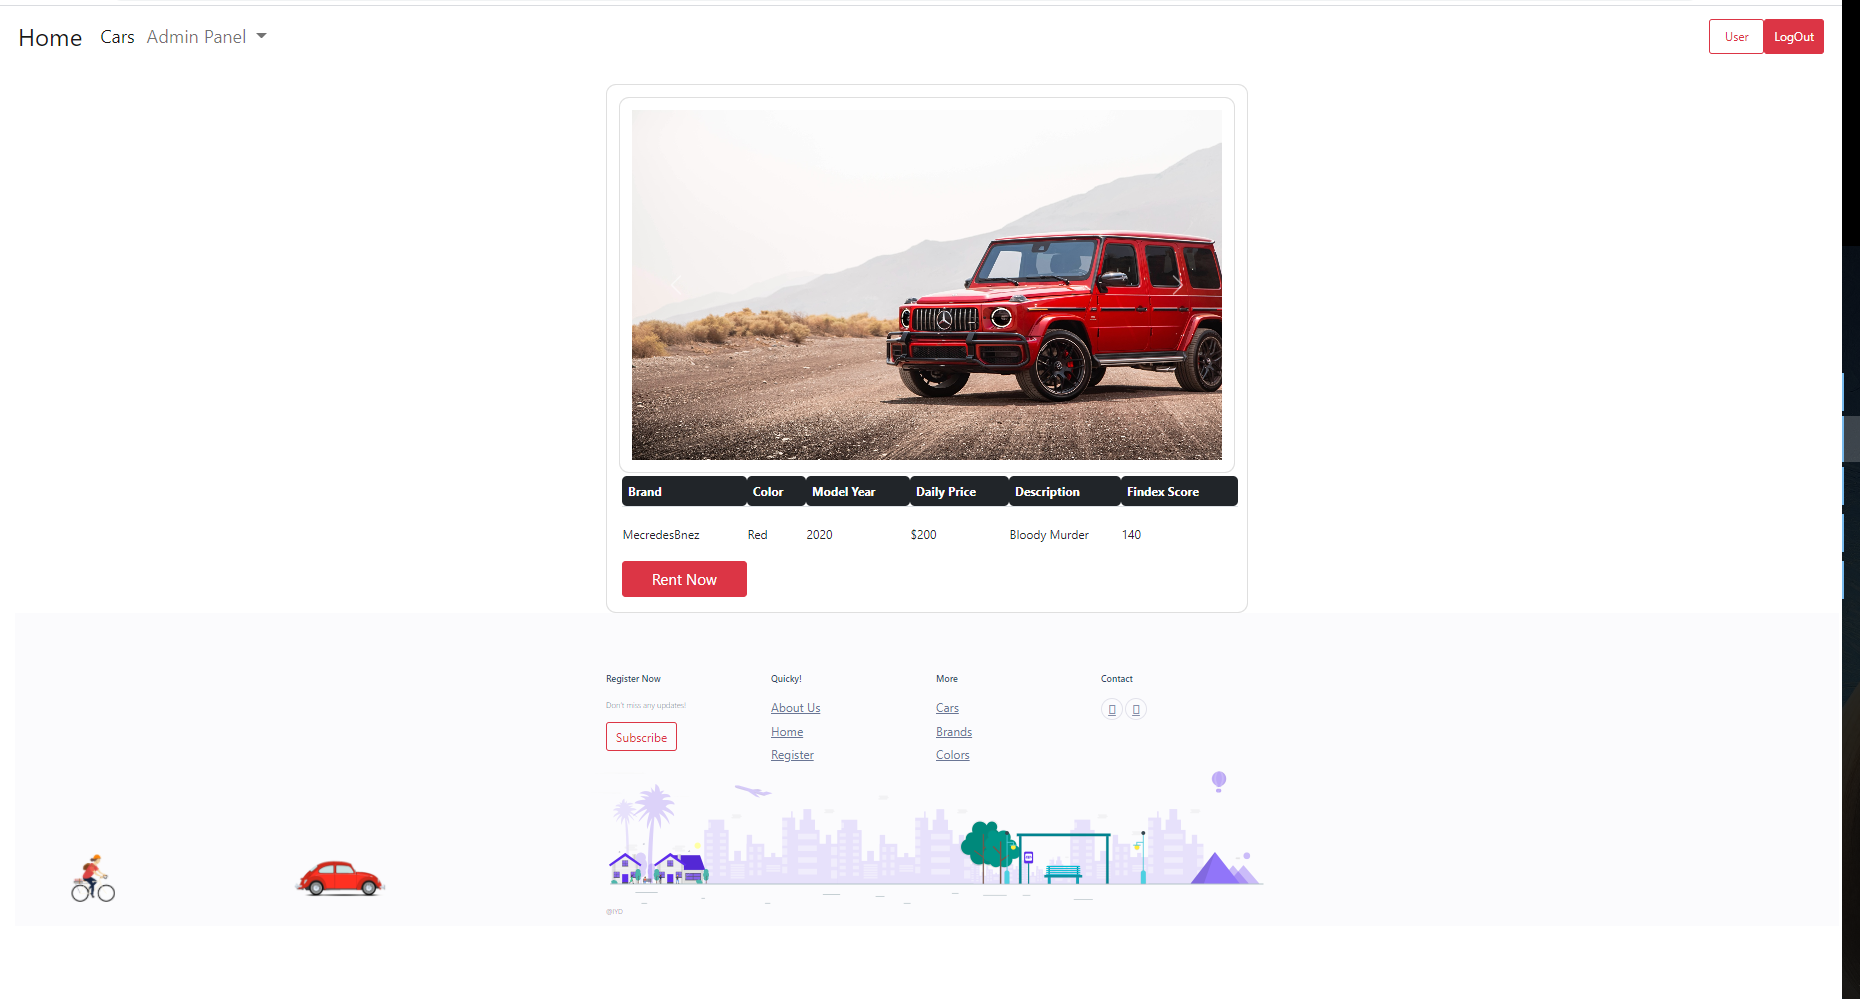 Home Cars Admin Panel User LogOut
Brand Color Model Year Daily Price Description Findex Score
MecredesBnez Red 2020 $200 Bloody Murder 140
Rent Now
Register Now Quicky! More Contact
Don't miss any updates! About Us Cars
Subscribe Home Brands
Register Colors
@IYD